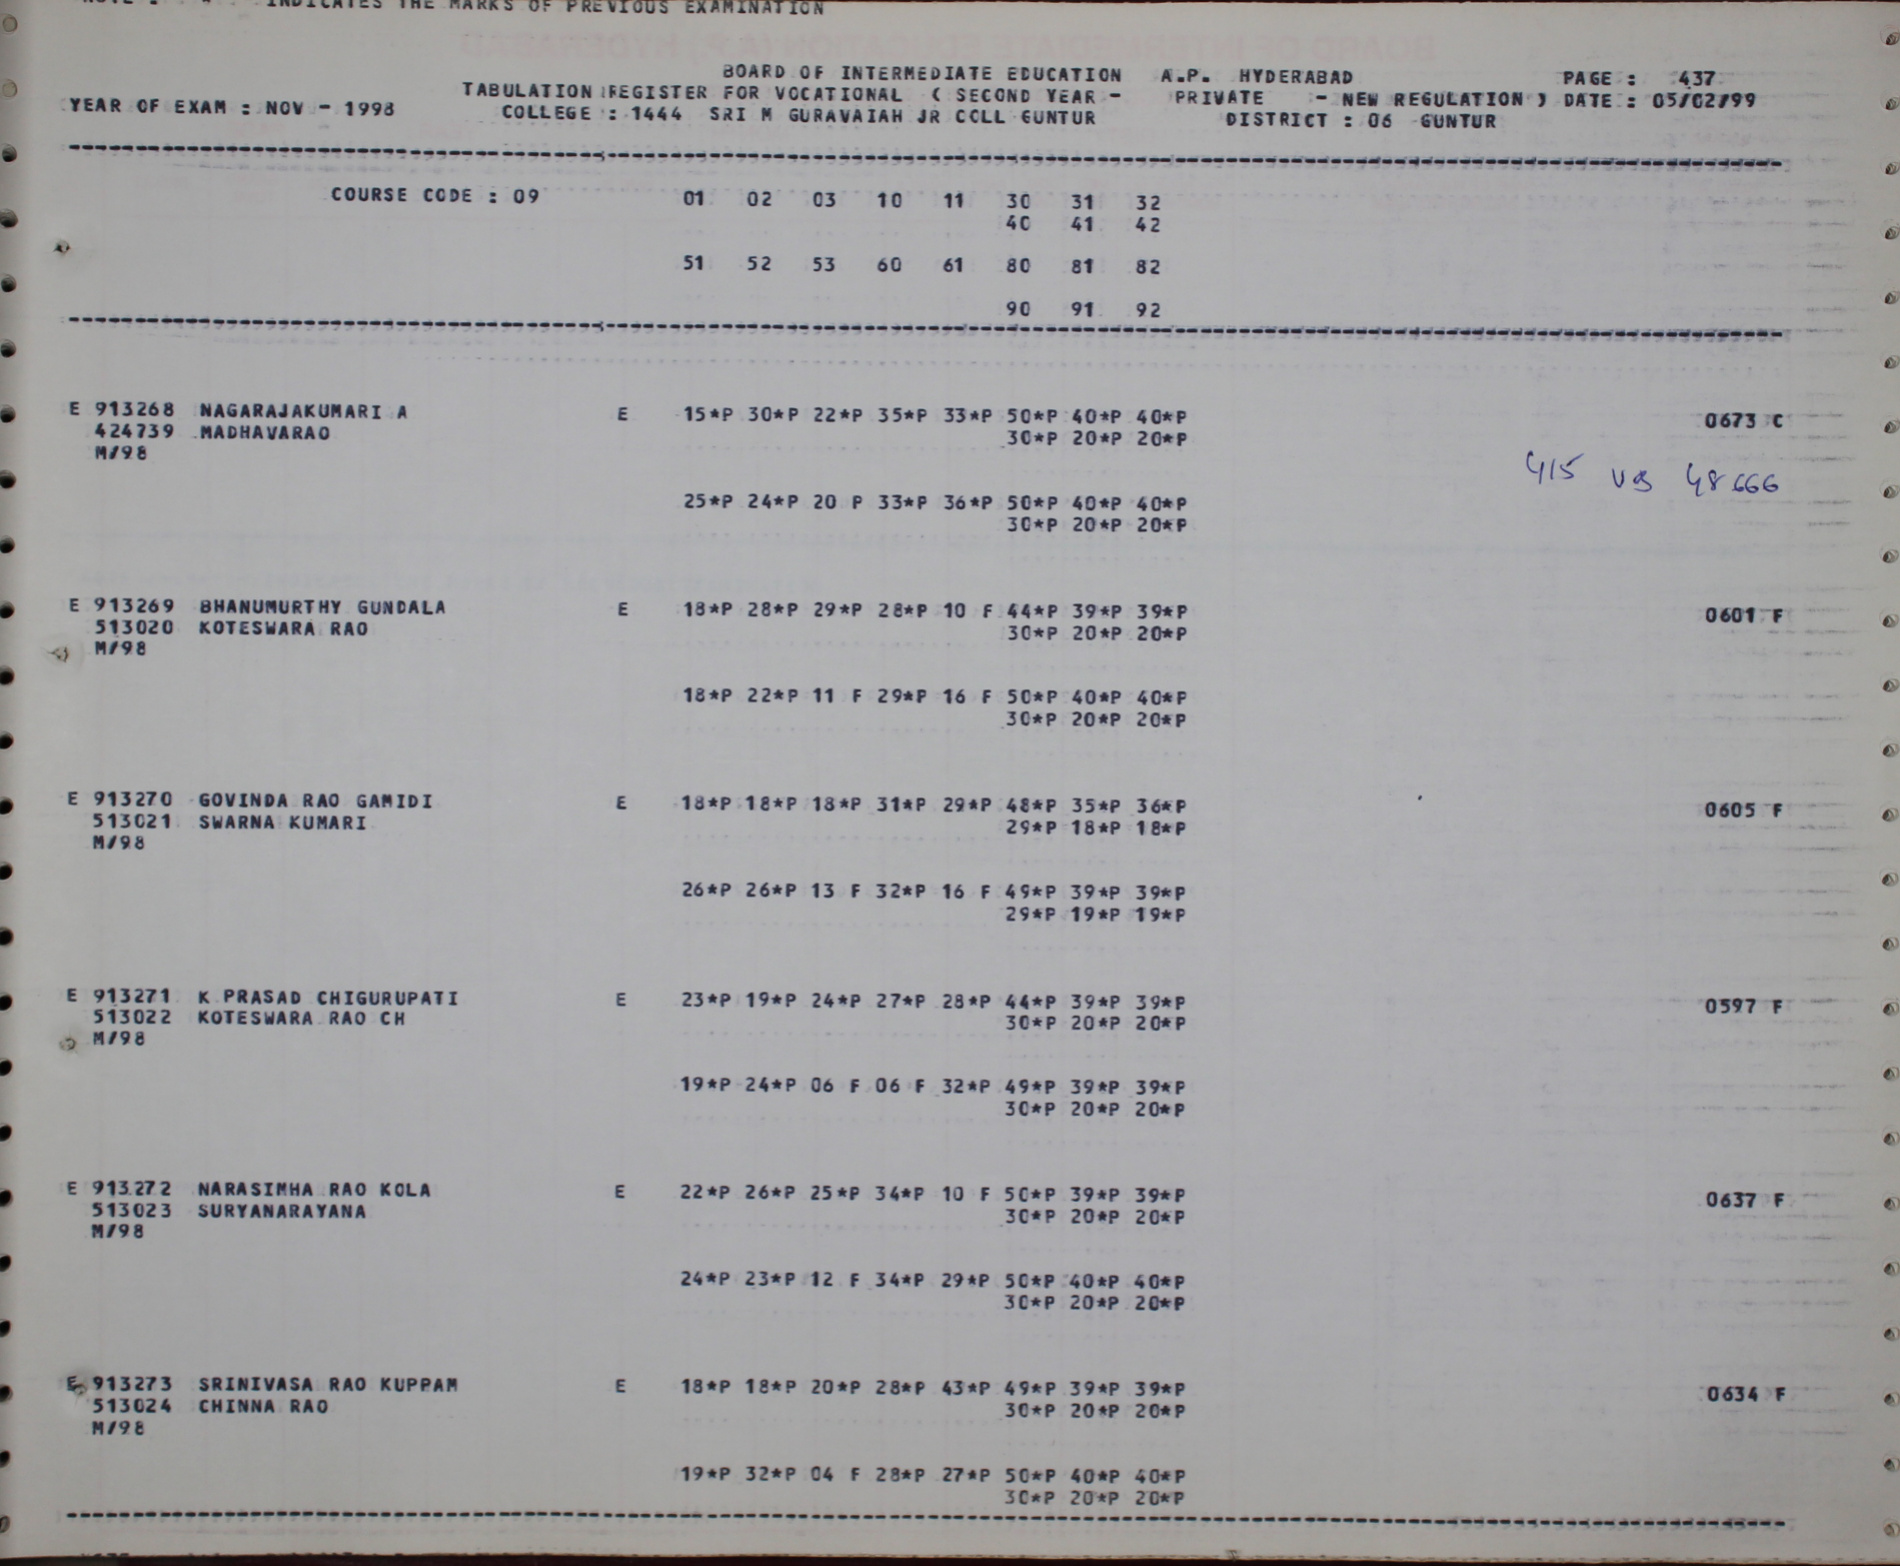 INDICATES THE MARKS OF PREVIOUS EXAMINATION
BOARD OF INTERMEDIATE EDUCATION A.P. HYDERABAD PAGE : 437
TABULATION REGISTER FOR VOCATIONAL ( SECOND YEAR - PRIVATE - NEW REGULATION ) DATE : 05/02/99
YEAR OF EXAM : NOV - 1998 COLLEGE : 1444 SRI M GURAVAIAH JR COLL GUNTUR DISTRICT : 06 GUNTUR
COURSE CODE : 09 01 02 03 10 11 30 31 32
40 41 42
51 52 53 60 61 80 81 82
90 91 92
E 913268 NAGARAJAKUMARI A E 15*P 30*P 22*P 35*P 33*P 50*P 40*P 40*P 0673 C
424739 MADHAVARAO 30*P 20*P 20*P
M/98
415 48666
25*P 24*P 20 P 33*P 36*P 50*P 40*P 40*P
30*P 20*P 20*P
E 913269 BHANUMURTHY GUNDALA E 18*P 28*P 29*P 28*P 10 F 44*P 39*P 39*P 0601 F
513020 KOTESWARA RAO 30*P 20*P 20*P
M/98
18*P 22*P 11 F 29*P 16 F 50*P 40*P 40*P
30*P 20*P 20*P
E 913270 GOVINDA RAO GAMIDI E 18*P 18*P 18*P 31*P 29*P 48*P 35*P 36*P 0605 F
513021 SWARNA KUMARI 29*P 18*P 18*P
M/98
26*P 26*P 13 F 32*P 16 F 49*P 39*P 39*P
29*P 19*P 19*P
E 913271 K PRASAD CHIGURUPATI E 23*P 19*P 24*P 27*P 28*P 44*P 39*P 39*P 0597 F
513022 KOTESWARA RAO CH 30*P 20*P 20*P
M/98
19*P 24*P 06 F 06 F 32*P 49*P 39*P 39*P
30*P 20*P 20*P
E 913272 NARASIMHA RAO KOLA E 22*P 26*P 25*P 34*P 10 F 50*P 39*P 39*P 0637 F
513023 SURYANARAYANA 30*P 20*P 20*P
M/98
24*P 23*P 12 F 34*P 29*P 50*P 40*P 40*P
30*P 20*P 20*P
E 913273 SRINIVASA RAO KUPPAM E 18*P 18*P 20*P 28*P 43*P 49*P 39*P 39*P 0634 F
513024 CHINNA RAO 30*P 20*P 20*P
M/98
19*P 32*P 04 F 28*P 27*P 50*P 40*P 40*P
30*P 20*P 20*P